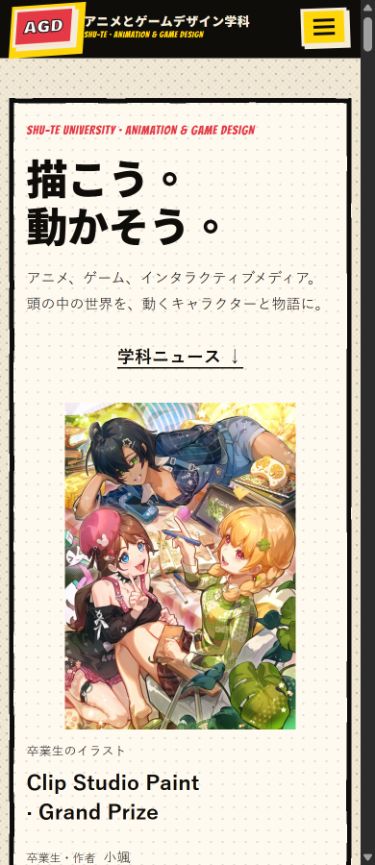 AGD
アニメとゲームデザイン学科
SHU-TE · ANIMATION & GAME DESIGN
SHU-TE UNIVERSITY · ANIMATION & GAME DESIGN
描こう。
動かそう。
アニメ、ゲーム、インタラクティブメディア。
頭の中の世界を、動くキャラクターと物語に。
学科ニュース ↓
卒業生のイラスト
Clip Studio Paint
· Grand Prize
卒業生・作者 小颯